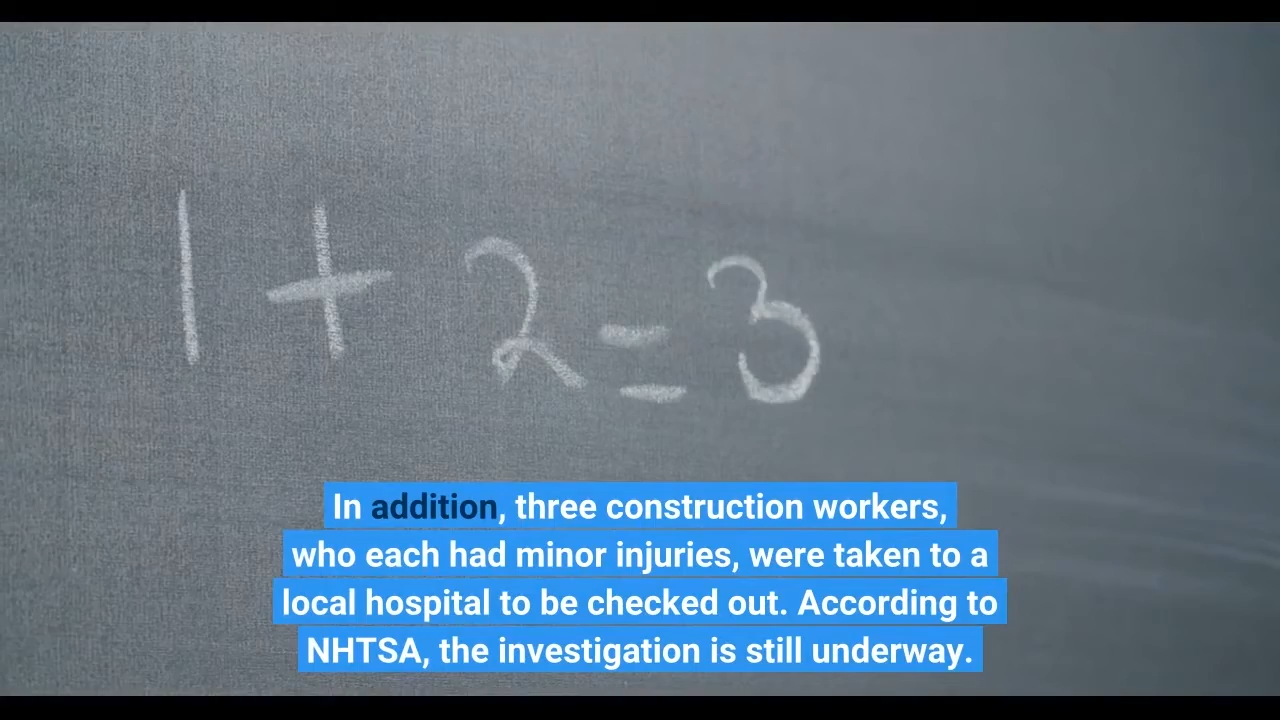 1 + 2 = 3
In addition, three construction workers,
who each had minor injuries, were taken to a
local hospital to be checked out. According to
NHTSA, the investigation is still underway.